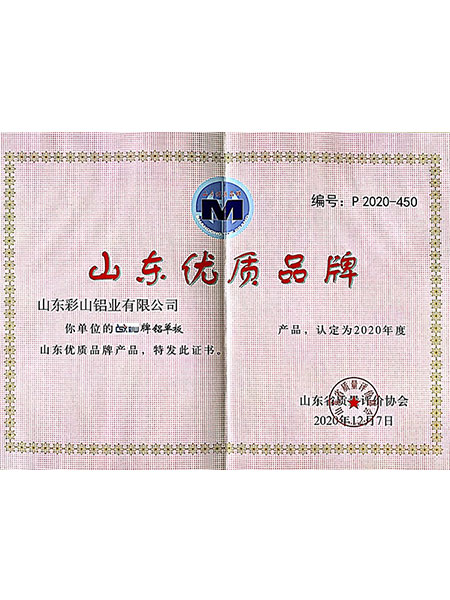 编号：P 2020-450
山东优质品牌
山东彩山铝业有限公司
你单位的 牌铝单板 产品，认定为2020年度
山东优质品牌产品，特发此证书。
山东省质量评价协会
2020年12月7日